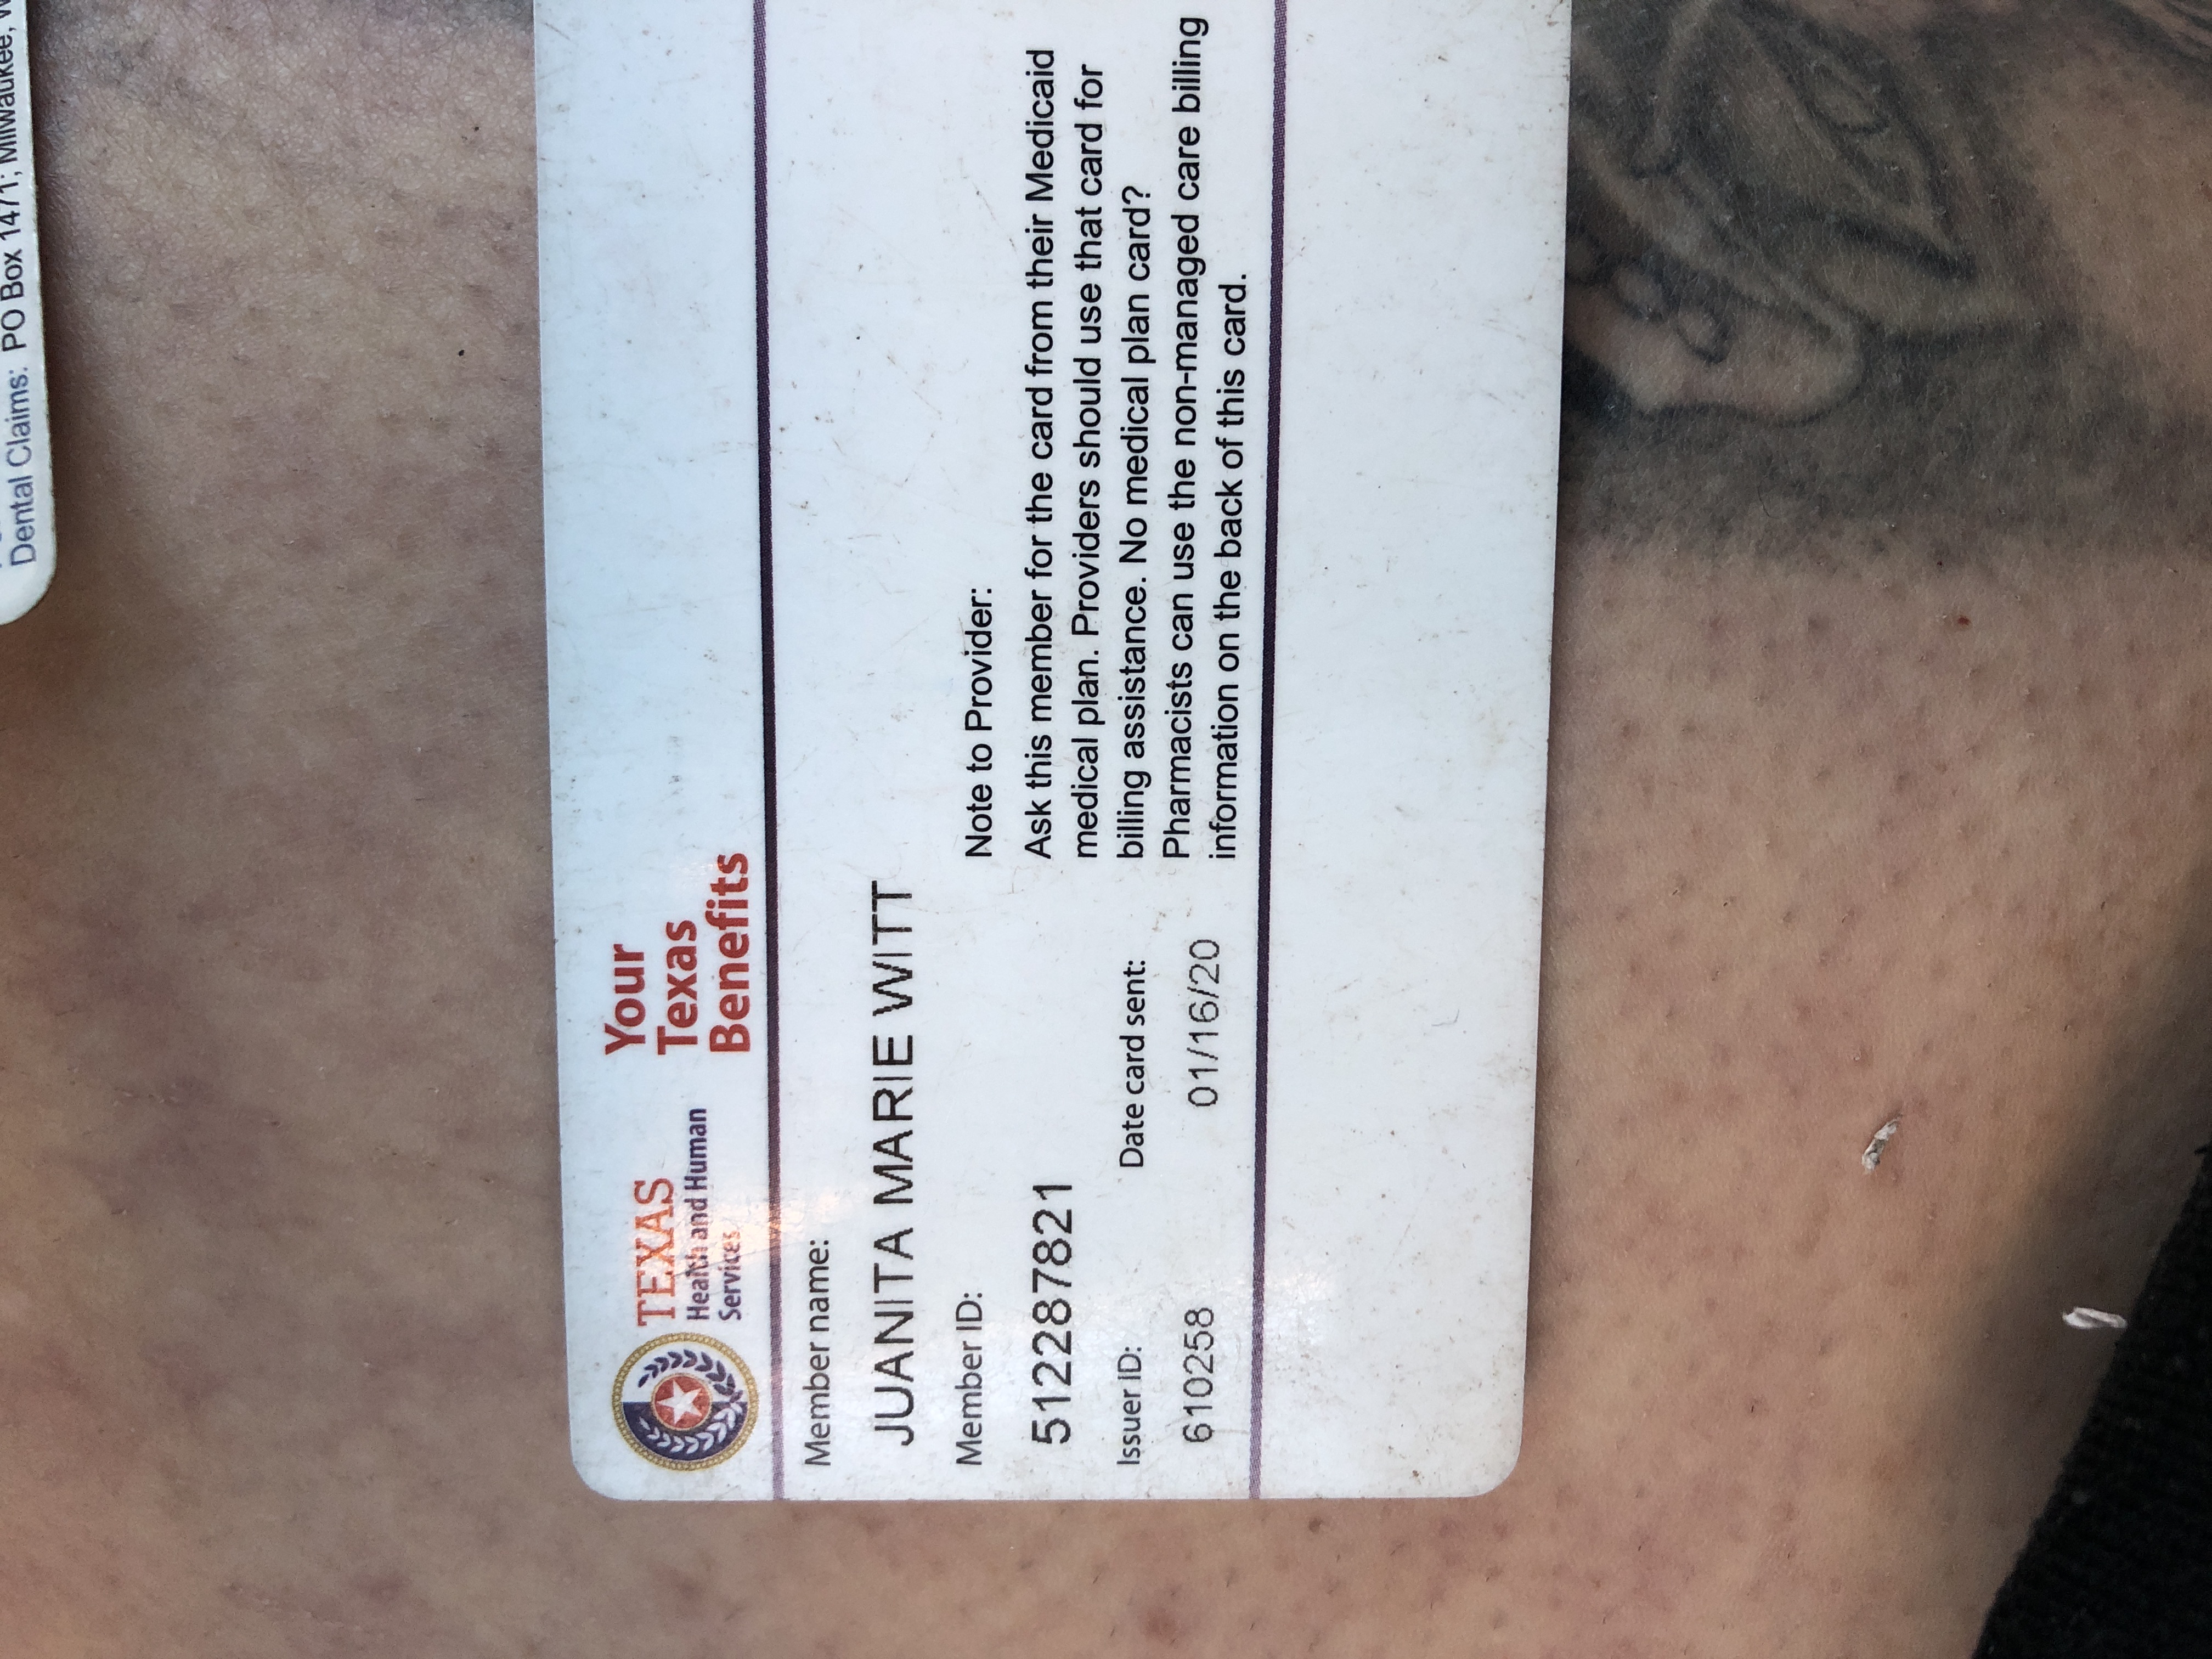 Dental Claims: PO Box 1471; Milwaukee,
TEXAS
Health and Human
Services
Your
Texas
Benefits
Member name:
JUANITA MARIE WITT
Member ID:
512287821
Note to Provider:
Ask this member for the card from their Medicaid
medical plan. Providers should use that card for
billing assistance. No medical plan card?
Pharmacists can use the non-managed care billing
information on the back of this card.
Issuer ID:
610258
Date card sent:
01/16/20